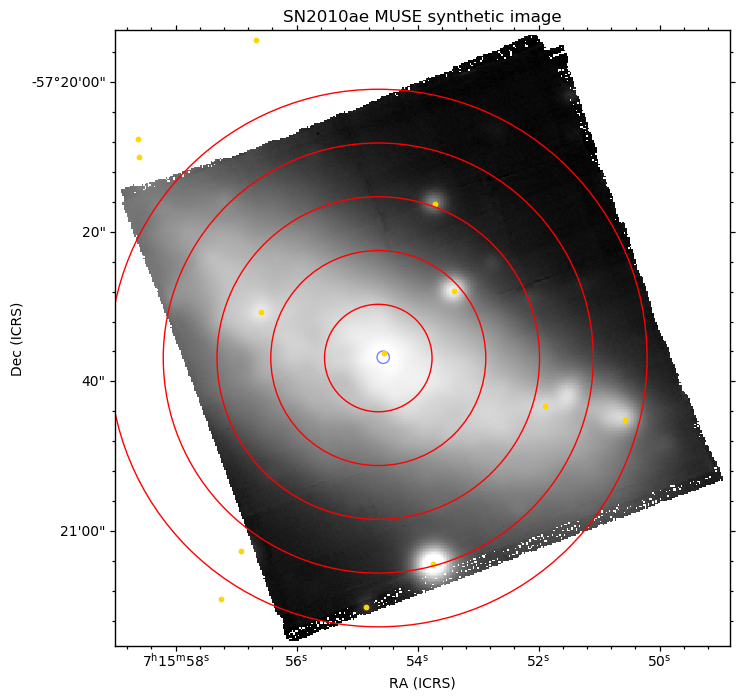 SN2010ae MUSE synthetic image
-57°20'00"
20"
40"
21'00"
Dec (ICRS)
7ʰ15ᵐ58ˢ 56ˢ 54ˢ 52ˢ 50ˢ
RA (ICRS)